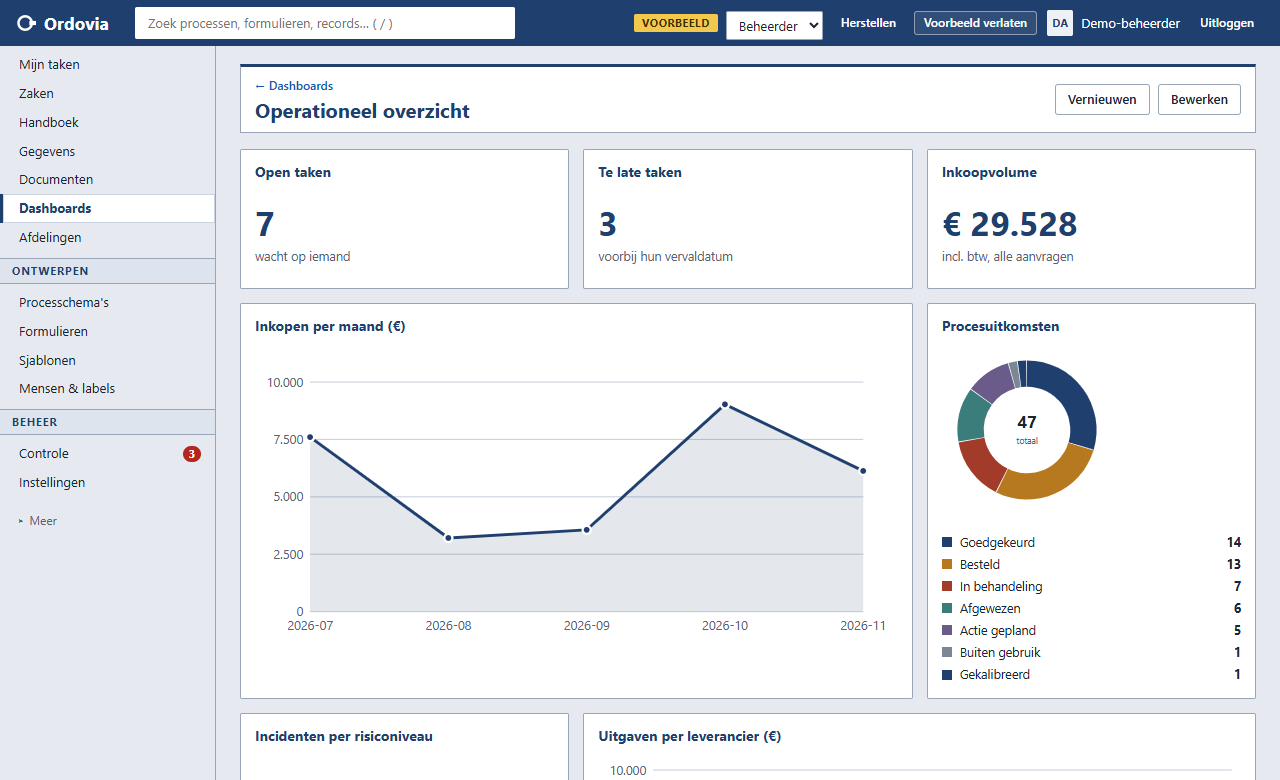 Ordovia
Zoek processen, formulieren, records... ( / )
VOORBEELD
Beheerder
Herstellen
Voorbeeld verlaten
DA
Demo-beheerder
Uitloggen
Mijn taken
Zaken
Handboek
Gegevens
Documenten
Dashboards
Afdelingen
ONTWERPEN
Processchema's
Formulieren
Sjablonen
Mensen & labels
BEHEER
Controle 3
Instellingen
▸ Meer
← Dashboards
Operationeel overzicht
Vernieuwen
Bewerken
Open taken
7
wacht op iemand
Te late taken
3
voorbij hun vervaldatum
Inkoopvolume
€ 29.528
incl. btw, alle aanvragen
Inkopen per maand (€)
10.000
7.500
5.000
2.500
0
2026-07 2026-08 2026-09 2026-10 2026-11
Procesuitkomsten
47
totaal
Goedgekeurd 14
Besteld 13
In behandeling 7
Afgewezen 6
Actie gepland 5
Buiten gebruik 1
Gekalibreerd 1
Incidenten per risiconiveau
Uitgaven per leverancier (€)
10.000